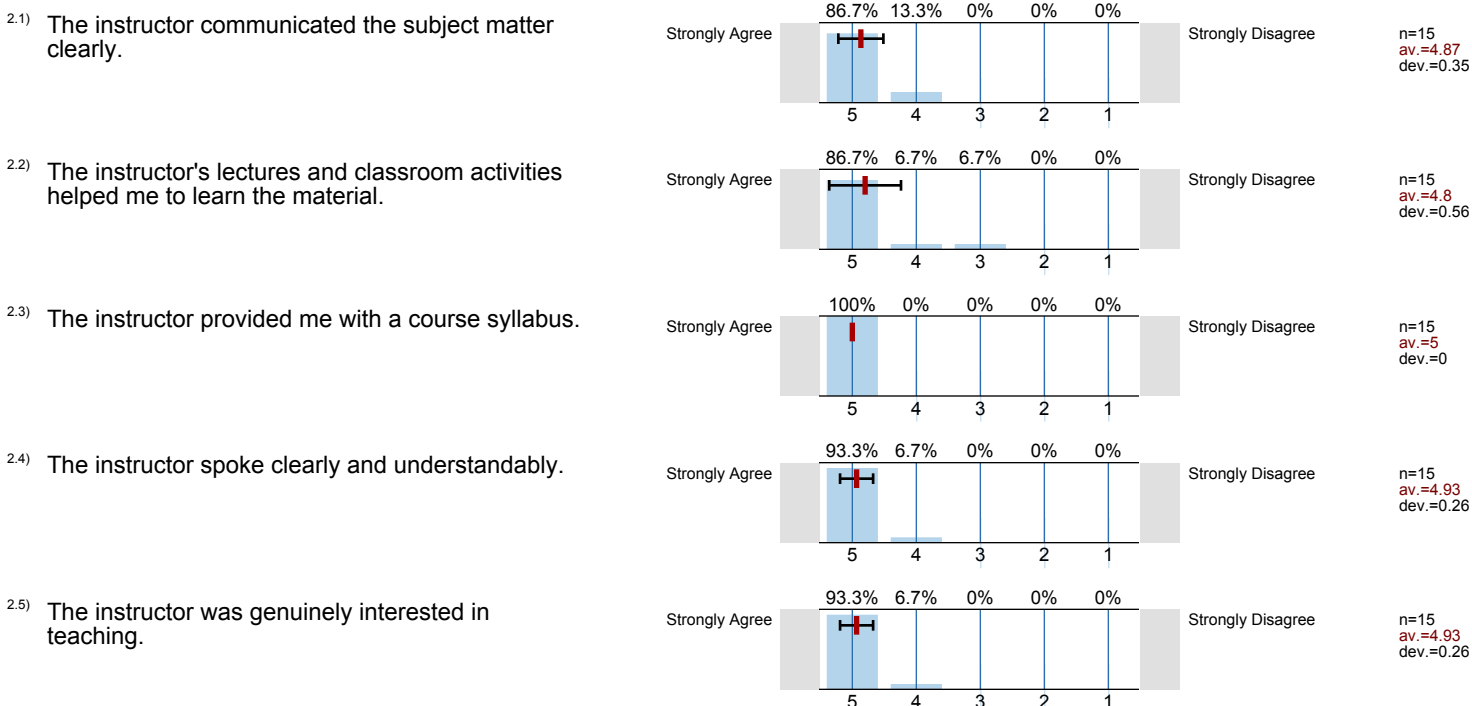 86.7% 13.3% 0% 0% 0%
2.1) The instructor communicated the subject matter
clearly.
Strongly Agree
Strongly Disagree
n=15
av.=4.87
dev.=0.35
5 4 3 2 1
86.7% 6.7% 6.7% 0% 0%
2.2) The instructor's lectures and classroom activities
helped me to learn the material.
Strongly Agree
Strongly Disagree
n=15
av.=4.8
dev.=0.56
5 4 3 2 1
100% 0% 0% 0% 0%
2.3) The instructor provided me with a course syllabus.
Strongly Agree
Strongly Disagree
n=15
av.=5
dev.=0
5 4 3 2 1
93.3% 6.7% 0% 0% 0%
2.4) The instructor spoke clearly and understandably.
Strongly Agree
Strongly Disagree
n=15
av.=4.93
dev.=0.26
5 4 3 2 1
93.3% 6.7% 0% 0% 0%
2.5) The instructor was genuinely interested in
teaching.
Strongly Agree
Strongly Disagree
n=15
av.=4.93
dev.=0.26
5 4 3 2 1